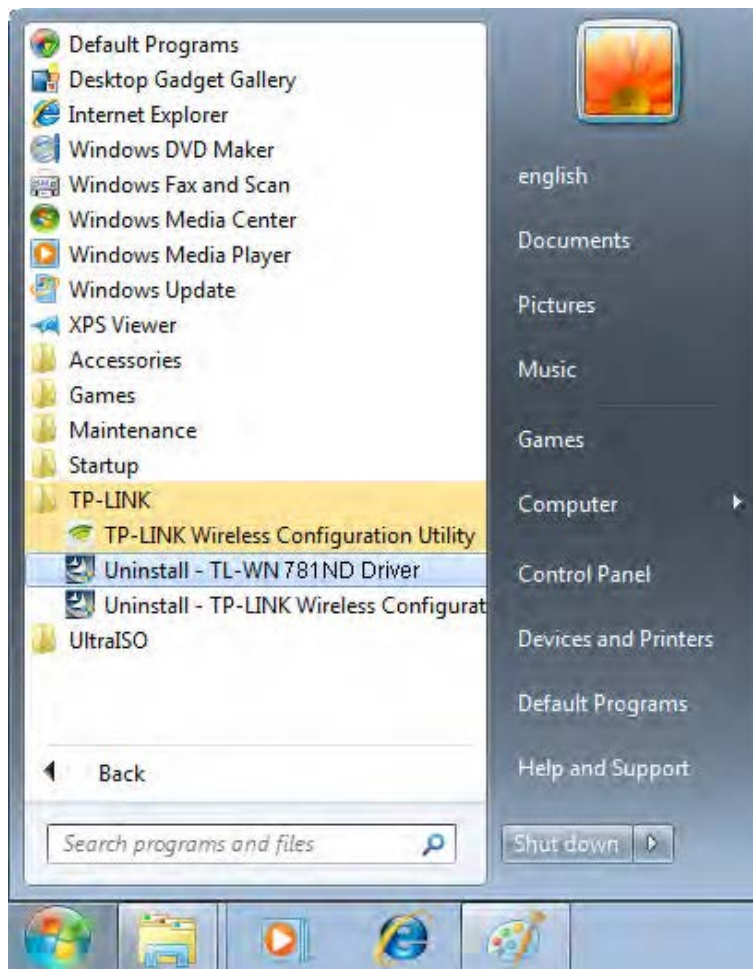 Default Programs
Desktop Gadget Gallery
Internet Explorer
Windows DVD Maker
Windows Fax and Scan
Windows Media Center
Windows Media Player
Windows Update
XPS Viewer
Accessories
Games
Maintenance
Startup
TP-LINK
TP-LINK Wireless Configuration Utility
Uninstall - TL-WN 781ND Driver
Uninstall - TP-LINK Wireless Configurat
UltraISO
Back
Search programs and files
english
Documents
Pictures
Music
Games
Computer
Control Panel
Devices and Printers
Default Programs
Help and Support
Shut down